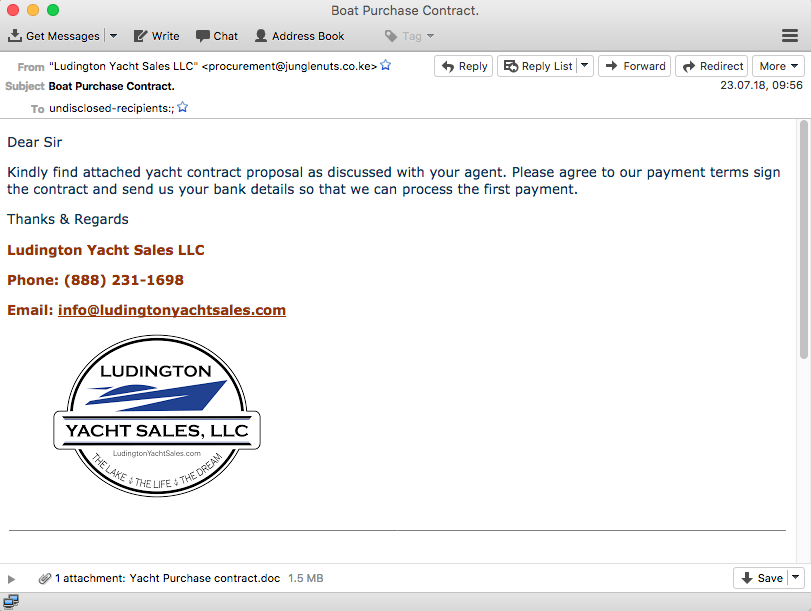 Boat Purchase Contract.
Get Messages Write Chat Address Book Tag
From "Ludington Yacht Sales LLC" <procurement@junglenuts.co.ke> Reply Reply List Forward Redirect More
Subject Boat Purchase Contract. 23.07.18, 09:56
To undisclosed-recipients:;
Dear Sir
Kindly find attached yacht contract proposal as discussed with your agent. Please agree to our payment terms sign
the contract and send us your bank details so that we can process the first payment.
Thanks & Regards
Ludington Yacht Sales LLC
Phone: (888) 231-1698
Email: info@ludingtonyachtsales.com
LUDINGTON
YACHT SALES, LLC
LudingtonYachtSales.com
THE LAKE THE LIFE THE DREAM
1 attachment: Yacht Purchase contract.doc 1.5 MB Save